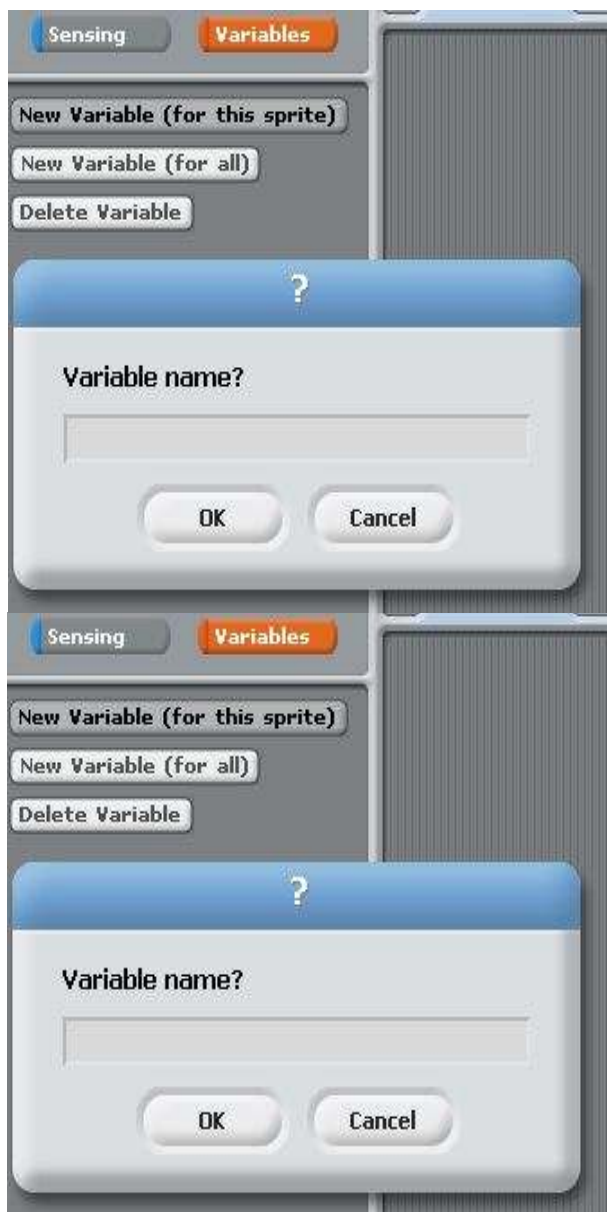 Sensing Variables
New Variable (for this sprite)
New Variable (for all)
Delete Variable
?
Variable name?
OK Cancel
Sensing Variables
New Variable (for this sprite)
New Variable (for all)
Delete Variable
?
Variable name?
OK Cancel